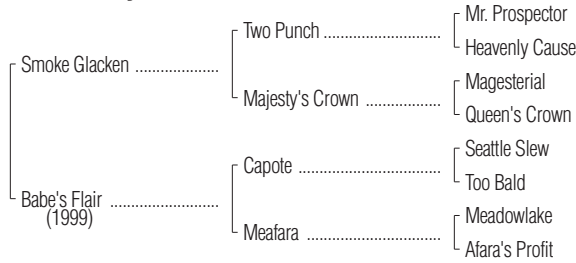 Mr. Prospector
Two Punch ............................
Heavenly Cause
Smoke Glacken ....................
Magesterial
Majesty's Crown ..................
Queen's Crown
Seattle Slew
Capote ..................................
Too Bald
Babe's Flair ..........................
(1999)
Meadowlake
Meafara ................................
Afara's Profit